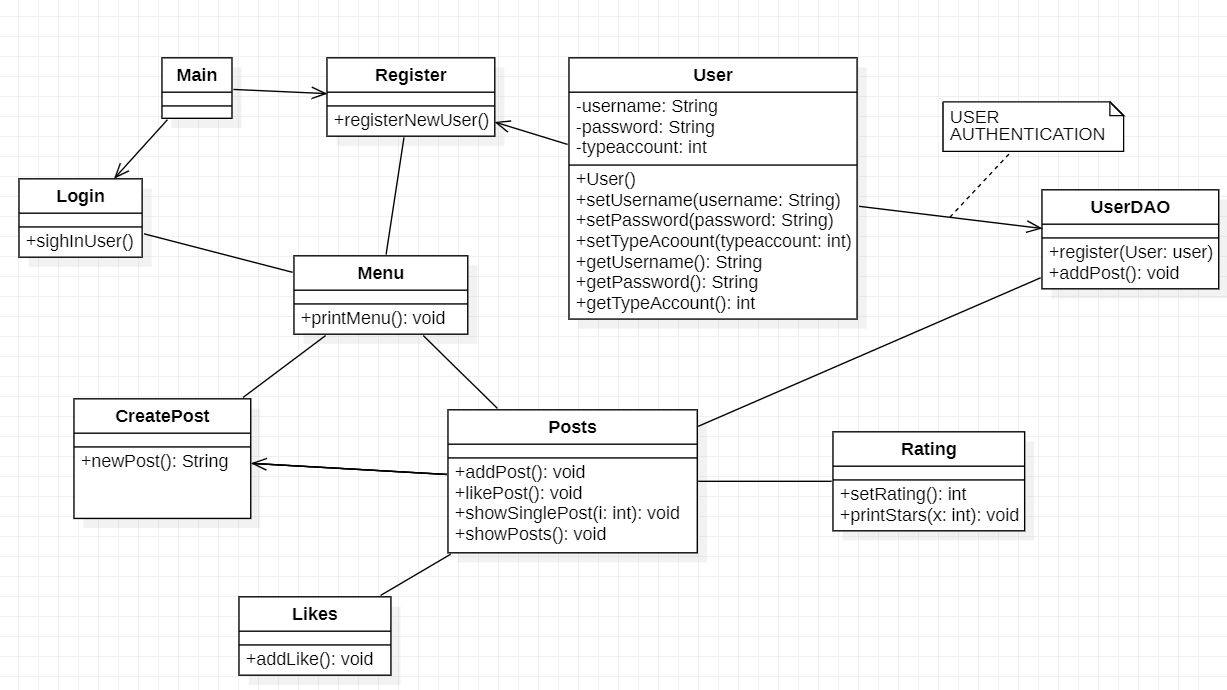 Main
Register
+registerNewUser()
User
-username: String
-password: String
-typeaccount: int
+User()
+setUsername(username: String)
+setPassword(password: String)
+setTypeAcoount(typeaccount: int)
+getUsername(): String
+getPassword(): String
+getTypeAccount(): int
USER
AUTHENTICATION
Login
+sighInUser()
UserDAO
+register(User: user)
+addPost(): void
Menu
+printMenu(): void
CreatePost
+newPost(): String
Posts
+addPost(): void
+likePost(): void
+showSinglePost(i: int): void
+showPosts(): void
Rating
+setRating(): int
+printStars(x: int): void
Likes
+addLike(): void